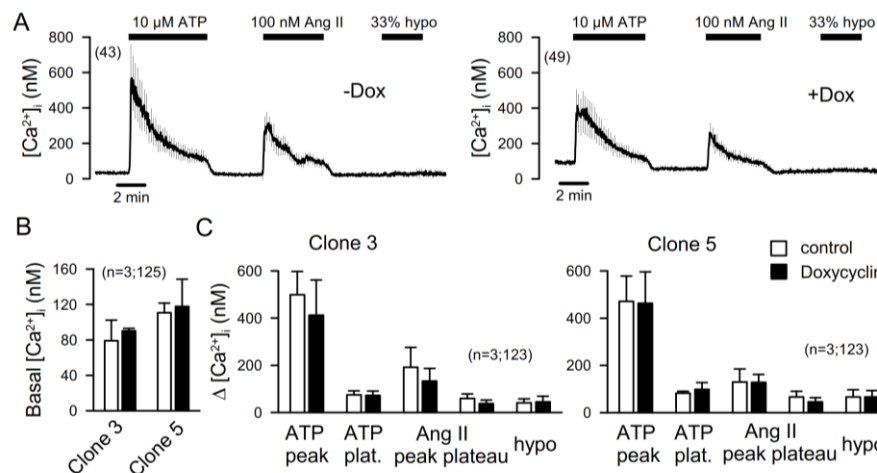 A
10 µM ATP
100 nM Ang II
33% hypo
(43)
-Dox
[Ca²⁺]ᵢ (nM)
800
600
400
200
0
2 min
10 µM ATP
100 nM Ang II
33% hypo
(49)
+Dox
[Ca²⁺]ᵢ (nM)
800
600
400
200
0
2 min
B
(n=3;125)
Basal [Ca²⁺]ᵢ (nM)
160
120
80
40
0
Clone 3
Clone 5
C
Clone 3
Δ [Ca²⁺]ᵢ (nM)
600
400
200
0
(n=3;123)
ATP peak
ATP plat.
Ang II
peak plateau
hypo
Clone 5
control
Doxycyclin
600
400
200
0
(n=3;123)
ATP peak
ATP plat.
Ang II
peak plateau
hypo